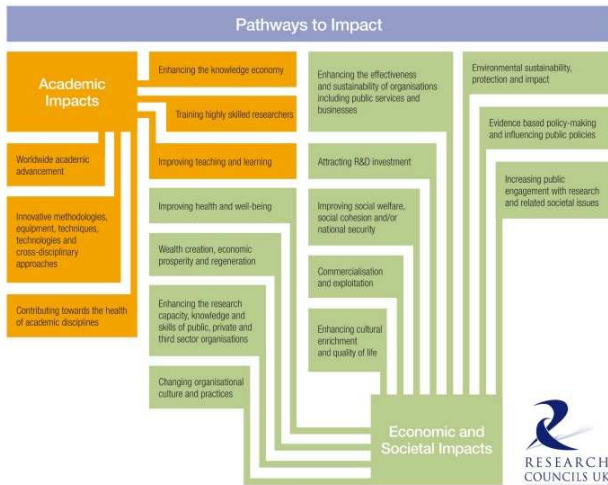 Pathways to Impact
Academic
Impacts
Enhancing the knowledge economy
Training highly skilled researchers
Improving teaching and learning
Worldwide academic
advancement
Innovative methodologies,
equipment, techniques,
technologies and
cross-disciplinary
approaches
Contributing towards the health
of academic disciplines
Improving health and well-being
Wealth creation, economic
prosperity and regeneration
Enhancing the research
capacity, knowledge and
skills of public, private and
third sector organisations
Changing organisational
culture and practices
Enhancing the effectiveness
and sustainability of organisations
including public services and
businesses
Attracting R&D investment
Improving social welfare,
social cohesion and/or
national security
Commercialisation
and exploitation
Enhancing cultural
enrichment
and quality of life
Environmental sustainability,
protection and impact
Evidence based policy-making
and influencing public policies
Increasing public
engagement with research
and related societal issues
Economic and
Societal Impacts
RESEARCH
COUNCILS UK